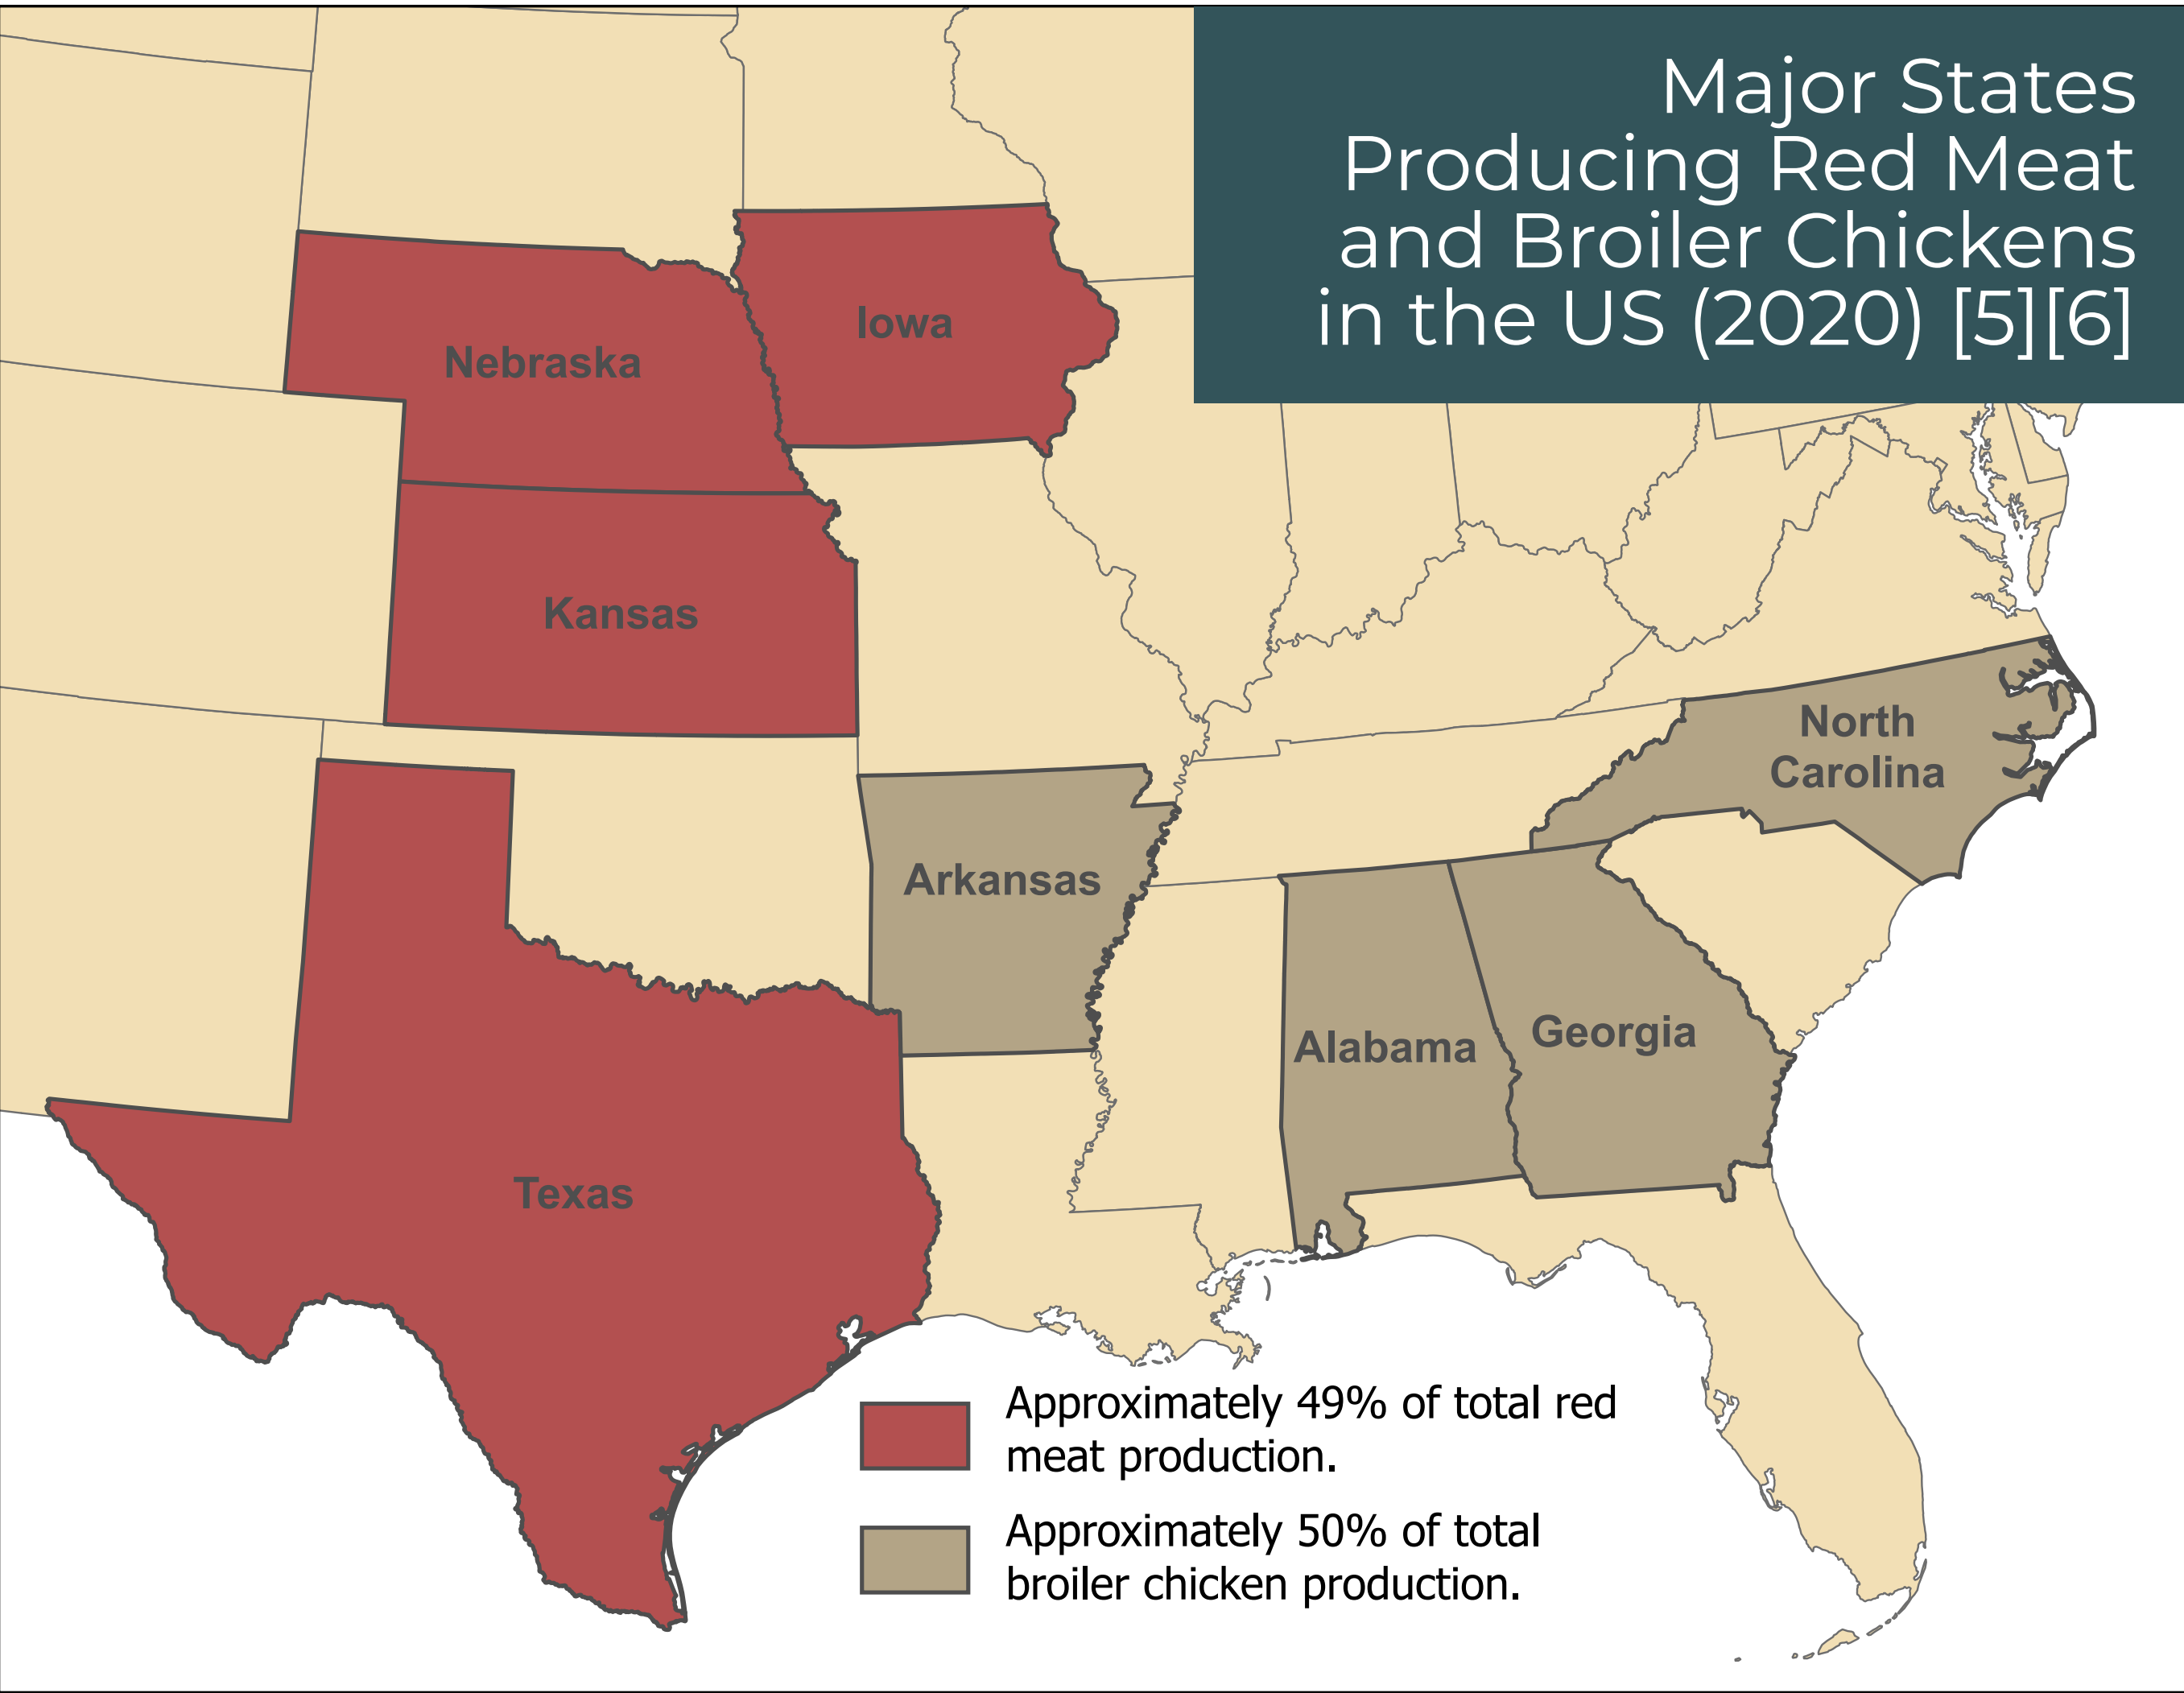 Major States
Producing Red Meat
and Broiler Chickens
in the US (2020) [5][6]
Iowa
Nebraska
Kansas
North
Carolina
Arkansas
Georgia
Alabama
Texas
Approximately 49% of total red
meat production.
Approximately 50% of total
broiler chicken production.